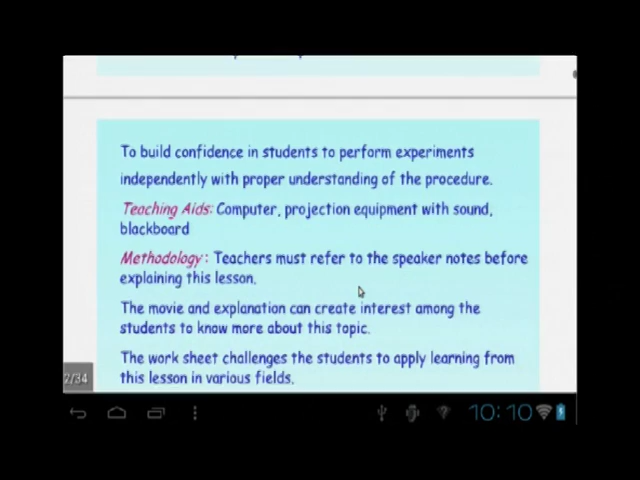 To build confidence in students to perform experiments
independently with proper understanding of the procedure.
Teaching Aids: Computer, projection equipment with sound,
blackboard
Methodology: Teachers must refer to the speaker notes before
explaining this lesson.
The movie and explanation can create interest among the
students to know more about this topic.
The work sheet challenges the students to apply learning from
this lesson in various fields.
2/34
10:10